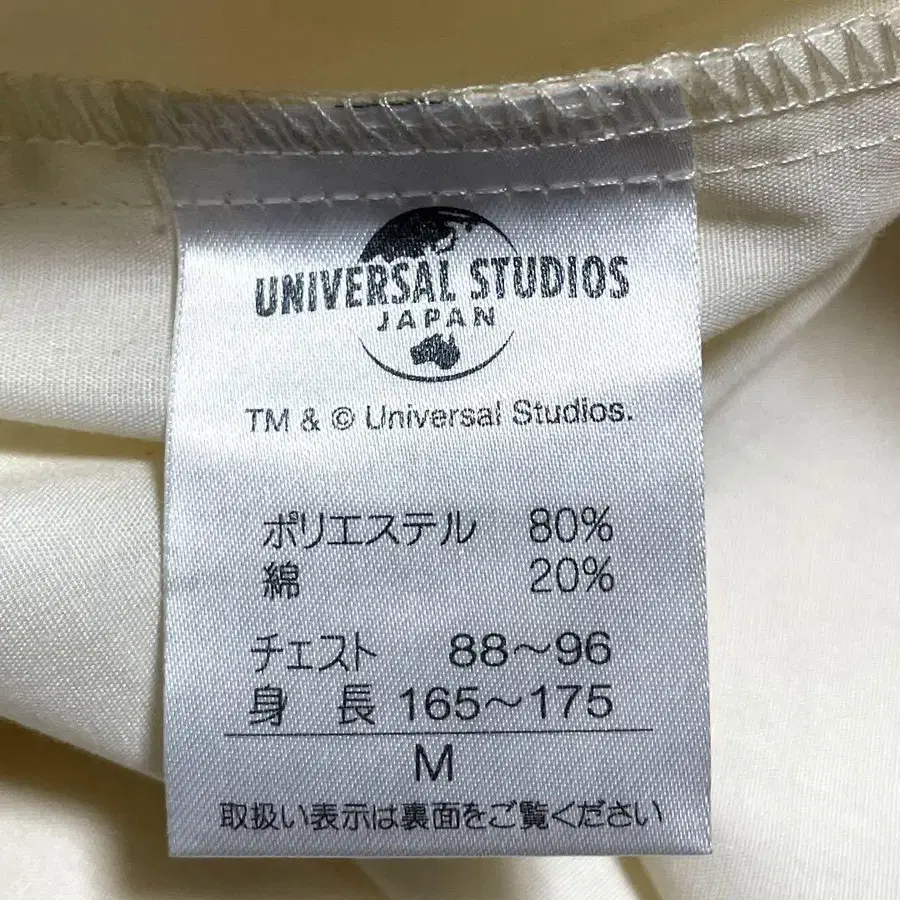 UNIVERSAL STUDIOS
JAPAN
TM & © Universal Studios.
ポリエステル 80%
綿 20%
チェスト 88~96
身長 165~175
M
取扱い表示は裏面をご覧ください